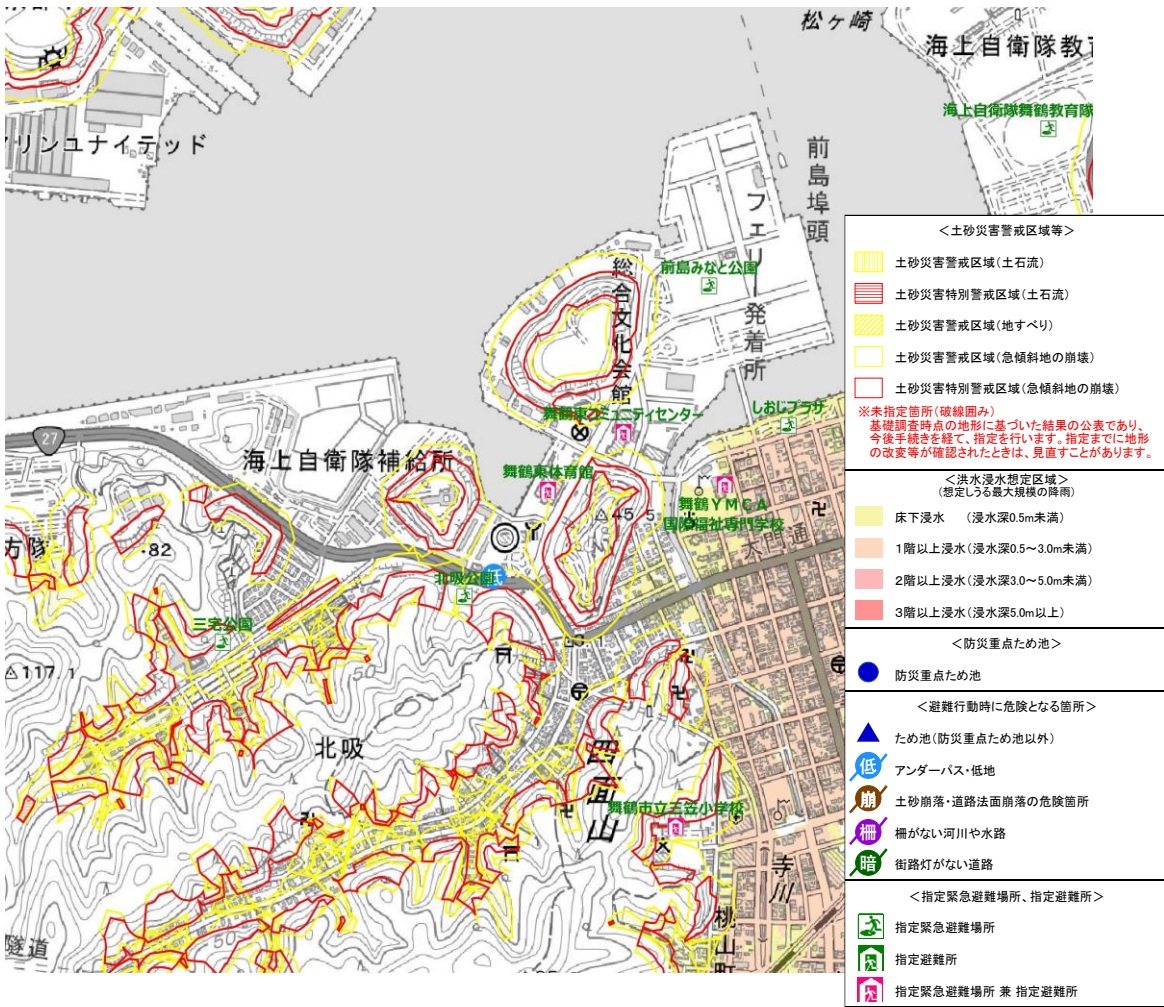 松ヶ崎
海上自衛隊教育
海上自衛隊舞鶴教育隊
リンユナイテッド
前島埠頭
フェリー発着所
前島みなと公園
総合文化会館
舞鶴東コミュニティセンター
しおじプラザ
27
海上自衛隊補給所
舞鶴東体育館
舞鶴YMCA
国際福祉専門学校
大門通
45
5
方隊
・82
北吸公園
低
三宅公園
117.1
50
北吸
四面山
舞鶴市立三笠小学校
寺川
桃山町
50
隧道
＜土砂災害警戒区域等＞
土砂災害警戒区域(土石流)
土砂災害特別警戒区域(土石流)
土砂災害警戒区域(地すべり)
土砂災害警戒区域(急傾斜地の崩壊)
土砂災害特別警戒区域(急傾斜地の崩壊)
※未指定箇所(破線囲み)
基礎調査時点の地形に基づいた結果の公表であり、
今後手続きを経て、指定を行います。指定までに地形
の改変等が確認されたときは、見直すことがあります。
＜洪水浸水想定区域＞
(想定しうる最大規模の降雨)
床下浸水　(浸水深0.5m未満)
1階以上浸水(浸水深0.5～3.0m未満)
2階以上浸水(浸水深3.0～5.0m未満)
3階以上浸水(浸水深5.0m以上)
＜防災重点ため池＞
防災重点ため池
＜避難行動時に危険となる箇所＞
ため池(防災重点ため池以外)
低 アンダーパス・低地
崩 土砂崩落・道路法面崩落の危険箇所
柵 柵がない河川や水路
暗 街路灯がない道路
＜指定緊急避難場所、指定避難所＞
指定緊急避難場所
指定避難所
指定緊急避難場所 兼 指定避難所